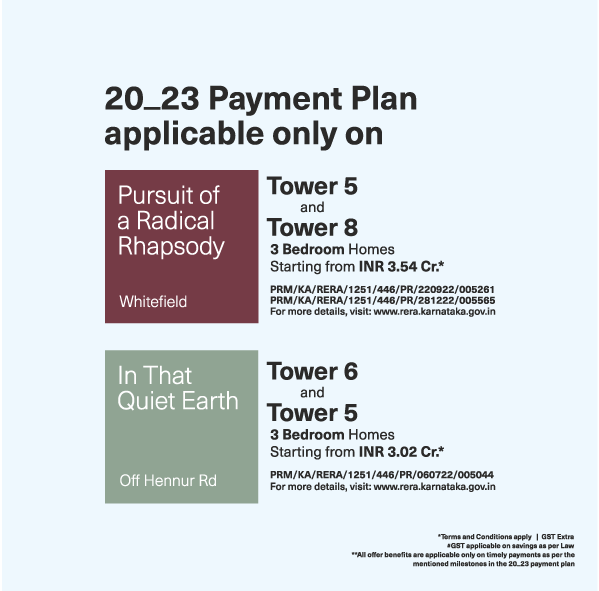 20_23 Payment Plan
applicable only on
Pursuit of
a Radical
Rhapsody
Whitefield
Tower 5
and
Tower 8
3 Bedroom Homes
Starting from INR 3.54 Cr.*
PRM/KA/RERA/1251/446/PR/220922/005261
PRM/KA/RERA/1251/446/PR/281222/005565
For more details, visit: www.rera.karnataka.gov.in
In That
Quiet Earth
Off Hennur Rd
Tower 6
and
Tower 5
3 Bedroom Homes
Starting from INR 3.02 Cr.*
PRM/KA/RERA/1251/446/PR/060722/005044
For more details, visit: www.rera.karnataka.gov.in
*Terms and Conditions apply | GST Extra
#GST applicable on savings as per Law
**All offer benefits are applicable only on timely payments as per the
mentioned milestones in the 20_23 payment plan